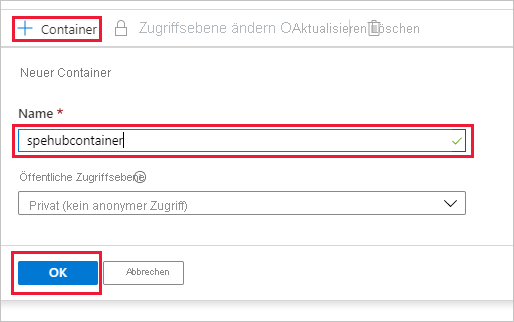 + Container Zugriffsebene ändern Aktualisieren Löschen
Neuer Container
Name *
spehubcontainer
Öffentliche Zugriffsebene
Privat (kein anonymer Zugriff)
OK Abbrechen